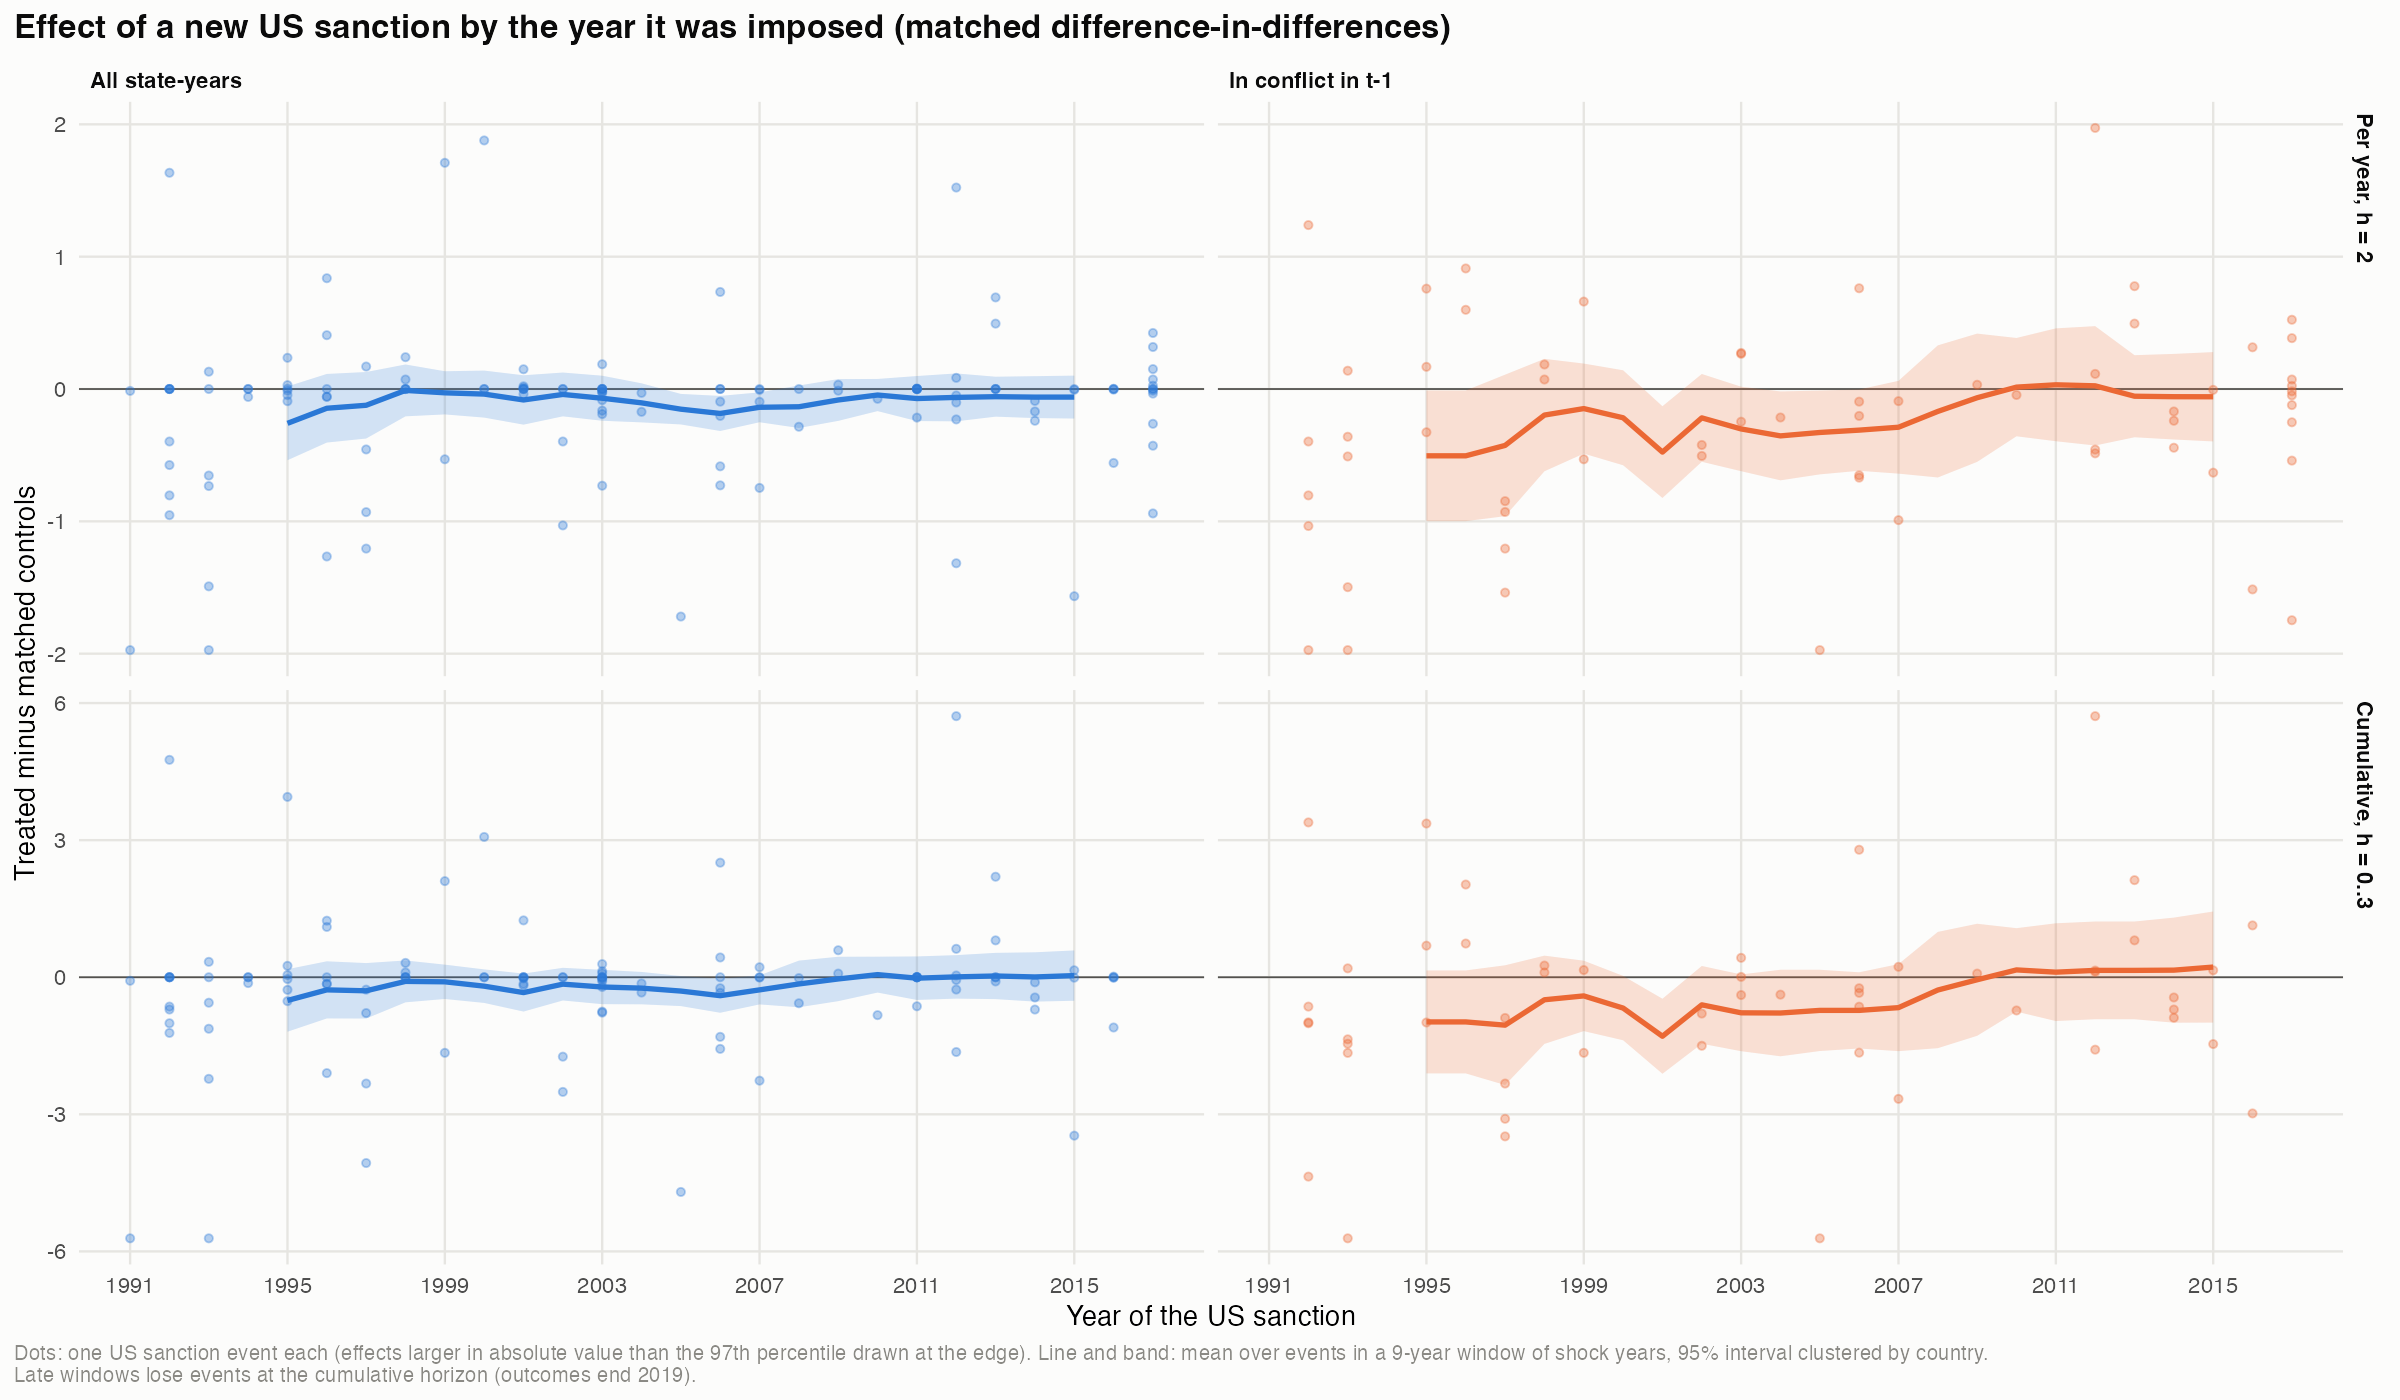 Effect of a new US sanction by the year it was imposed (matched difference-in-differences)
All state-years
In conflict in t-1
2
1
0
-1
-2
Per year, h = 2
6
3
0
-3
-6
Cumulative, h = 0..3
Treated minus matched controls
1991 1995 1999 2003 2007 2011 2015
1991 1995 1999 2003 2007 2011 2015
Year of the US sanction
Dots: one US sanction event each (effects larger in absolute value than the 97th percentile drawn at the edge). Line and band: mean over events in a 9-year window of shock years, 95% interval clustered by country.
Late windows lose events at the cumulative horizon (outcomes end 2019).